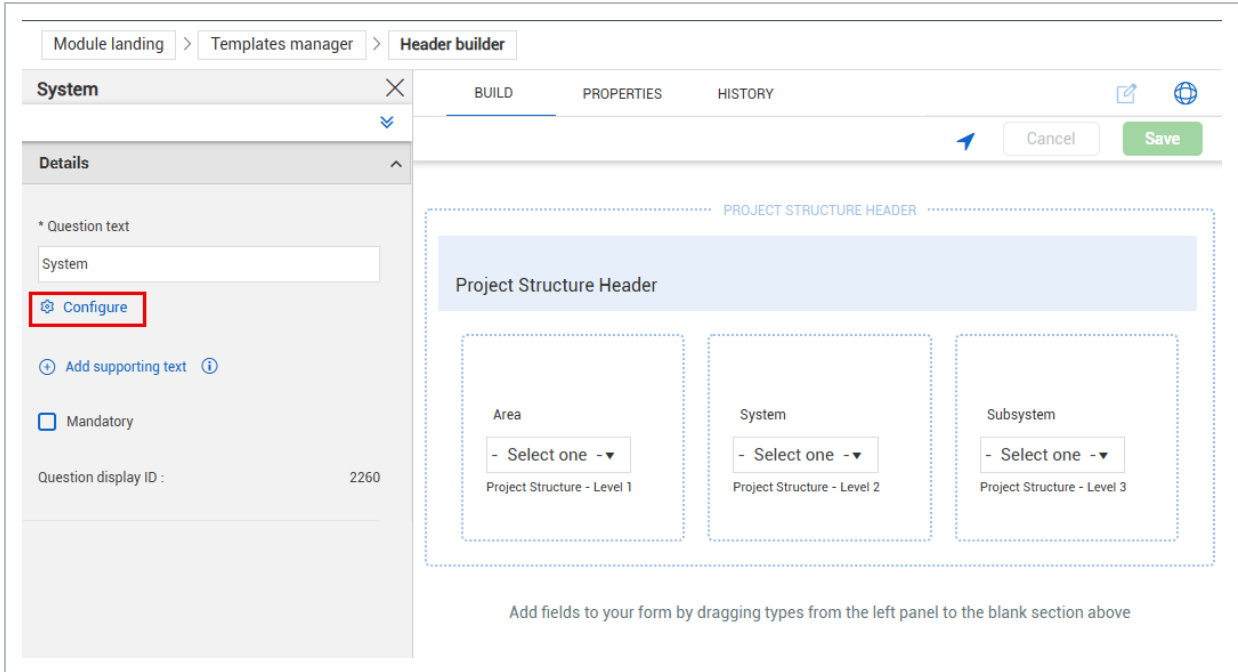 Module landing > Templates manager > Header builder
System
BUILD PROPERTIES HISTORY
Cancel Save
Details
* Question text
System
Configure
Add supporting text
Mandatory
Question display ID : 2260
PROJECT STRUCTURE HEADER
Project Structure Header
Area System Subsystem
- Select one - - Select one - - Select one -
Project Structure - Level 1 Project Structure - Level 2 Project Structure - Level 3
Add fields to your form by dragging types from the left panel to the blank section above